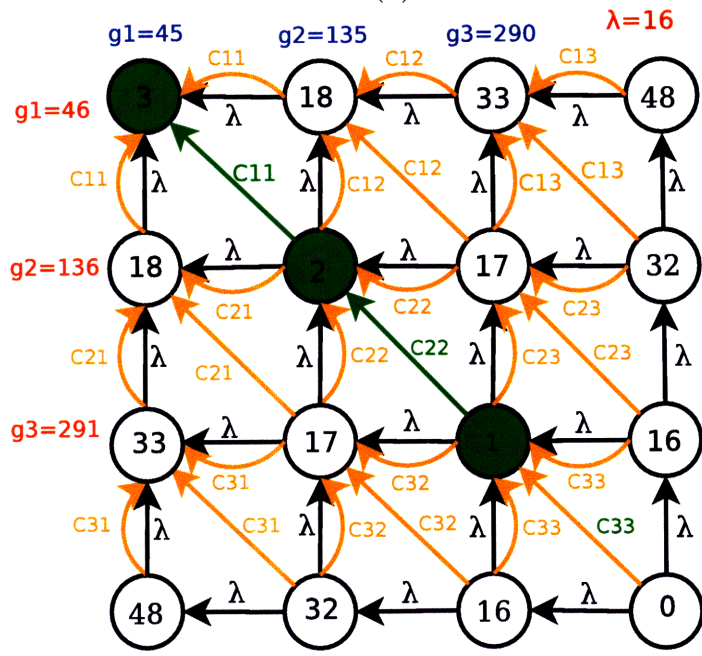 g1=45 g2=135 g3=290 λ=16
C11 C12 C13
g1=46 3 18 33 48
λ λ λ
C11 λ C11 λ C12 C12 λ C13 C13 λ
g2=136 18 2 17 32
λ λ λ
C21 C22 C23
C21 λ C21 λ C22 C22 λ C23 C23 λ
g3=291 33 17 1 16
λ λ λ
C31 C32 C33
C31 λ C31 λ C32 C32 λ C33 C33 λ
48 32 16 0
λ λ λ